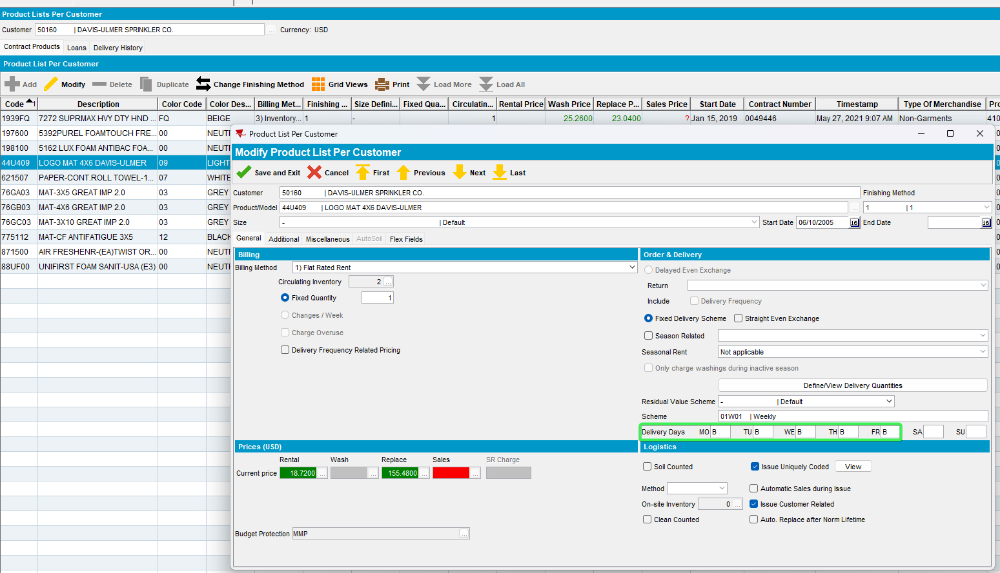 Product Lists Per Customer
Customer 50160 | DAVIS-ULMER SPRINKLER CO. ... Currency: USD
Contract Products Loans Delivery History
Product List Per Customer
Add Modify Delete Duplicate Change Finishing Method Grid Views Print Load More Load All
Code 1 Description Color Code Color Des... Billing Met... Finishing ... Size Defini... Fixed Qua... Circulatin... Rental Price Wash Price Replace P... Sales Price Start Date Contract Number Timestamp Type Of Merchandise Pro
1939FQ 7272 SUPRMAX HVY DTY HND ... FQ BEIGE 3) Inventory... 1 - 1 25.2600 23.0400 ? Jan 15, 2019 0049446 May 27, 2021 9:07 AM Non-Garments 410
197600 5392PUREL FOAMTOUCH FRE... 00 NEUT
198100 5162 LUX FOAM ANTIBAC FOA... 00 NEUT
44U409 LOGO MAT 4X6 DAVIS-ULMER 09 LIGHT
621507 PAPER-CONT.ROLL TOWEL-1... 07 WHITE
76GA03 MAT-3X5 GREAT IMP 2.0 03 GREY
76GB03 MAT-4X6 GREAT IMP 2.0 03 GREY
76GC03 MAT-3X10 GREAT IMP 2.0 03 GREY
775112 MAT-CF ANTIFATIGUE 3X5 12 BLACK
871500 AIR FRESHENR-(EA)TWIST OR... 00 NEUT
88UF00 UNIFIRST FOAM SANIT-USA (E3) 00 NEUT
Product List Per Customer
Modify Product List Per Customer
Save and Exit Cancel First Previous Next Last
Customer 50160 | DAVIS-ULMER SPRINKLER CO. Finishing Method
Product/Model 44U409 | LOGO MAT 4X6 DAVIS-ULMER ... 1 | 1
Size - | Default Start Date 06/10/2005 16 End Date 16
General Additional Miscellaneous AutoSoil Flex Fields
Billing
Billing Method 1) Flat Rated Rent
Circulating Inventory 2 ...
Fixed Quantity 1
Changes / Week
Charge Overuse
Delivery Frequency Related Pricing
Order & Delivery
Delayed Even Exchange
Return
Include Delivery Frequency
Fixed Delivery Scheme Straight Even Exchange
Season Related
Seasonal Rent Not applicable
Only charge washings during inactive season
Define/View Delivery Quantities
Residual Value Scheme - | Default
Scheme 01W01 | Weekly
Delivery Days MO B TU B WE B TH B FR B SA SU
Prices (USD)
Rental Wash Replace Sales SR Charge
Current price 18.7200 ... ... 155.4800 ... ...
Budget Protection MMP ...
Logistics
Soil Counted Issue Uniquely Coded View
Method Automatic Sales during Issue
On-site Inventory 0 ... Issue Customer Related
Clean Counted Auto. Replace after Norm Lifetime